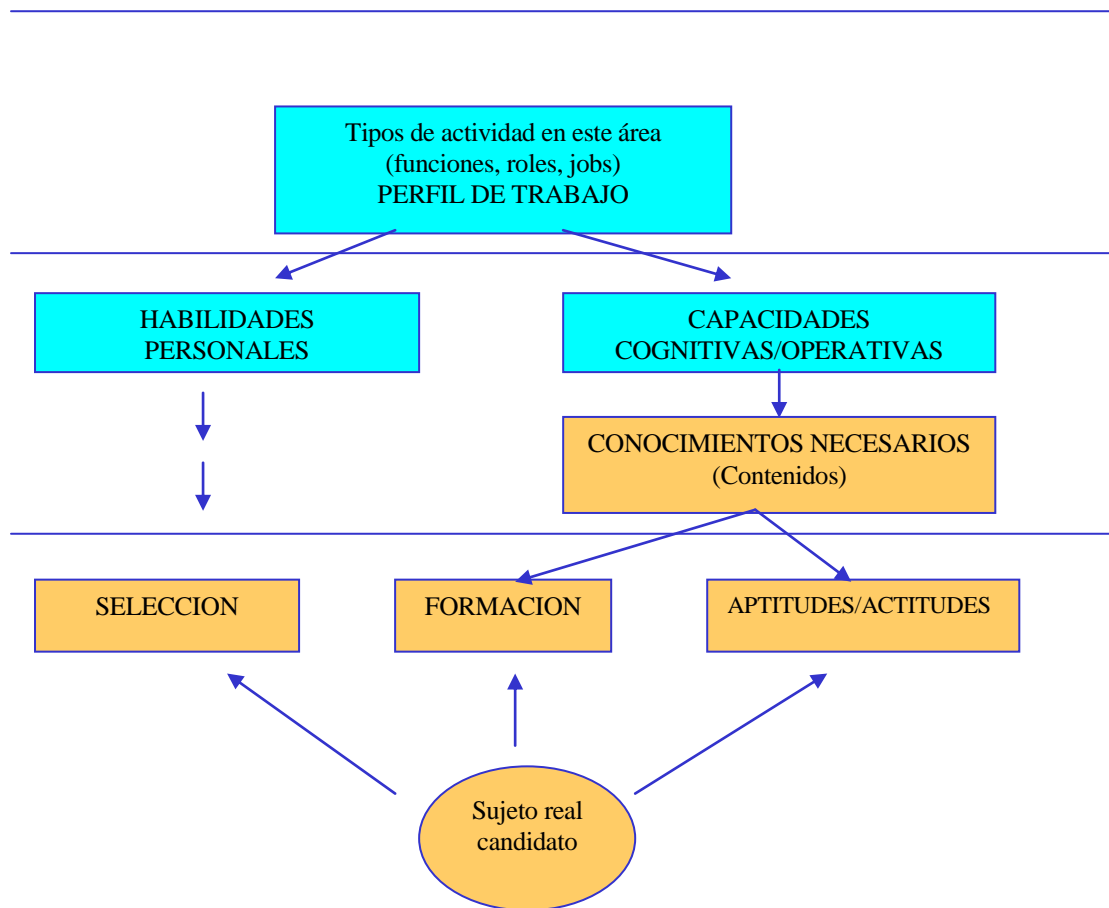 Tipos de actividad en este área
(funciones, roles, jobs)
PERFIL DE TRABAJO
HABILIDADES
PERSONALES
CAPACIDADES
COGNITIVAS/OPERATIVAS
CONOCIMIENTOS NECESARIOS
(Contenidos)
SELECCION
FORMACION
APTITUDES/ACTITUDES
Sujeto real
candidato